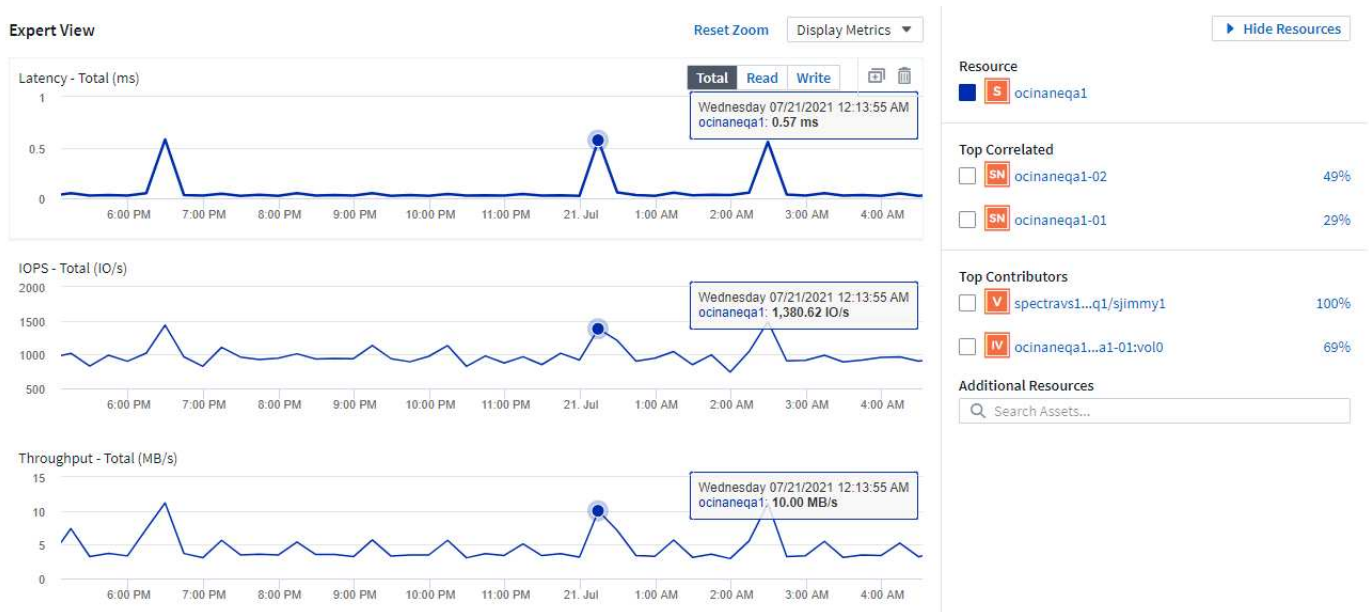 Expert View
Reset Zoom
Display Metrics
Hide Resources
Latency - Total (ms)
Total Read Write
1
0.5
0
Wednesday 07/21/2021 12:13:55 AM
ocinaneqa1: 0.57 ms
6:00 PM 7:00 PM 8:00 PM 9:00 PM 10:00 PM 11:00 PM 21. Jul 1:00 AM 2:00 AM 3:00 AM 4:00 AM
IOPS - Total (IO/s)
2000
1500
1000
500
Wednesday 07/21/2021 12:13:55 AM
ocinaneqa1: 1,380.62 IO/s
6:00 PM 7:00 PM 8:00 PM 9:00 PM 10:00 PM 11:00 PM 21. Jul 1:00 AM 2:00 AM 3:00 AM 4:00 AM
Throughput - Total (MB/s)
15
10
5
0
Wednesday 07/21/2021 12:13:55 AM
ocinaneqa1: 10.00 MB/s
6:00 PM 7:00 PM 8:00 PM 9:00 PM 10:00 PM 11:00 PM 21. Jul 1:00 AM 2:00 AM 3:00 AM 4:00 AM
Resource
S ocinaneqa1
Top Correlated
SN ocinaneqa1-02 49%
SN ocinaneqa1-01 29%
Top Contributors
V spectravs1...q1/sjimmy1 100%
IV ocinaneqa1...a1-01:vol0 69%
Additional Resources
Search Assets...